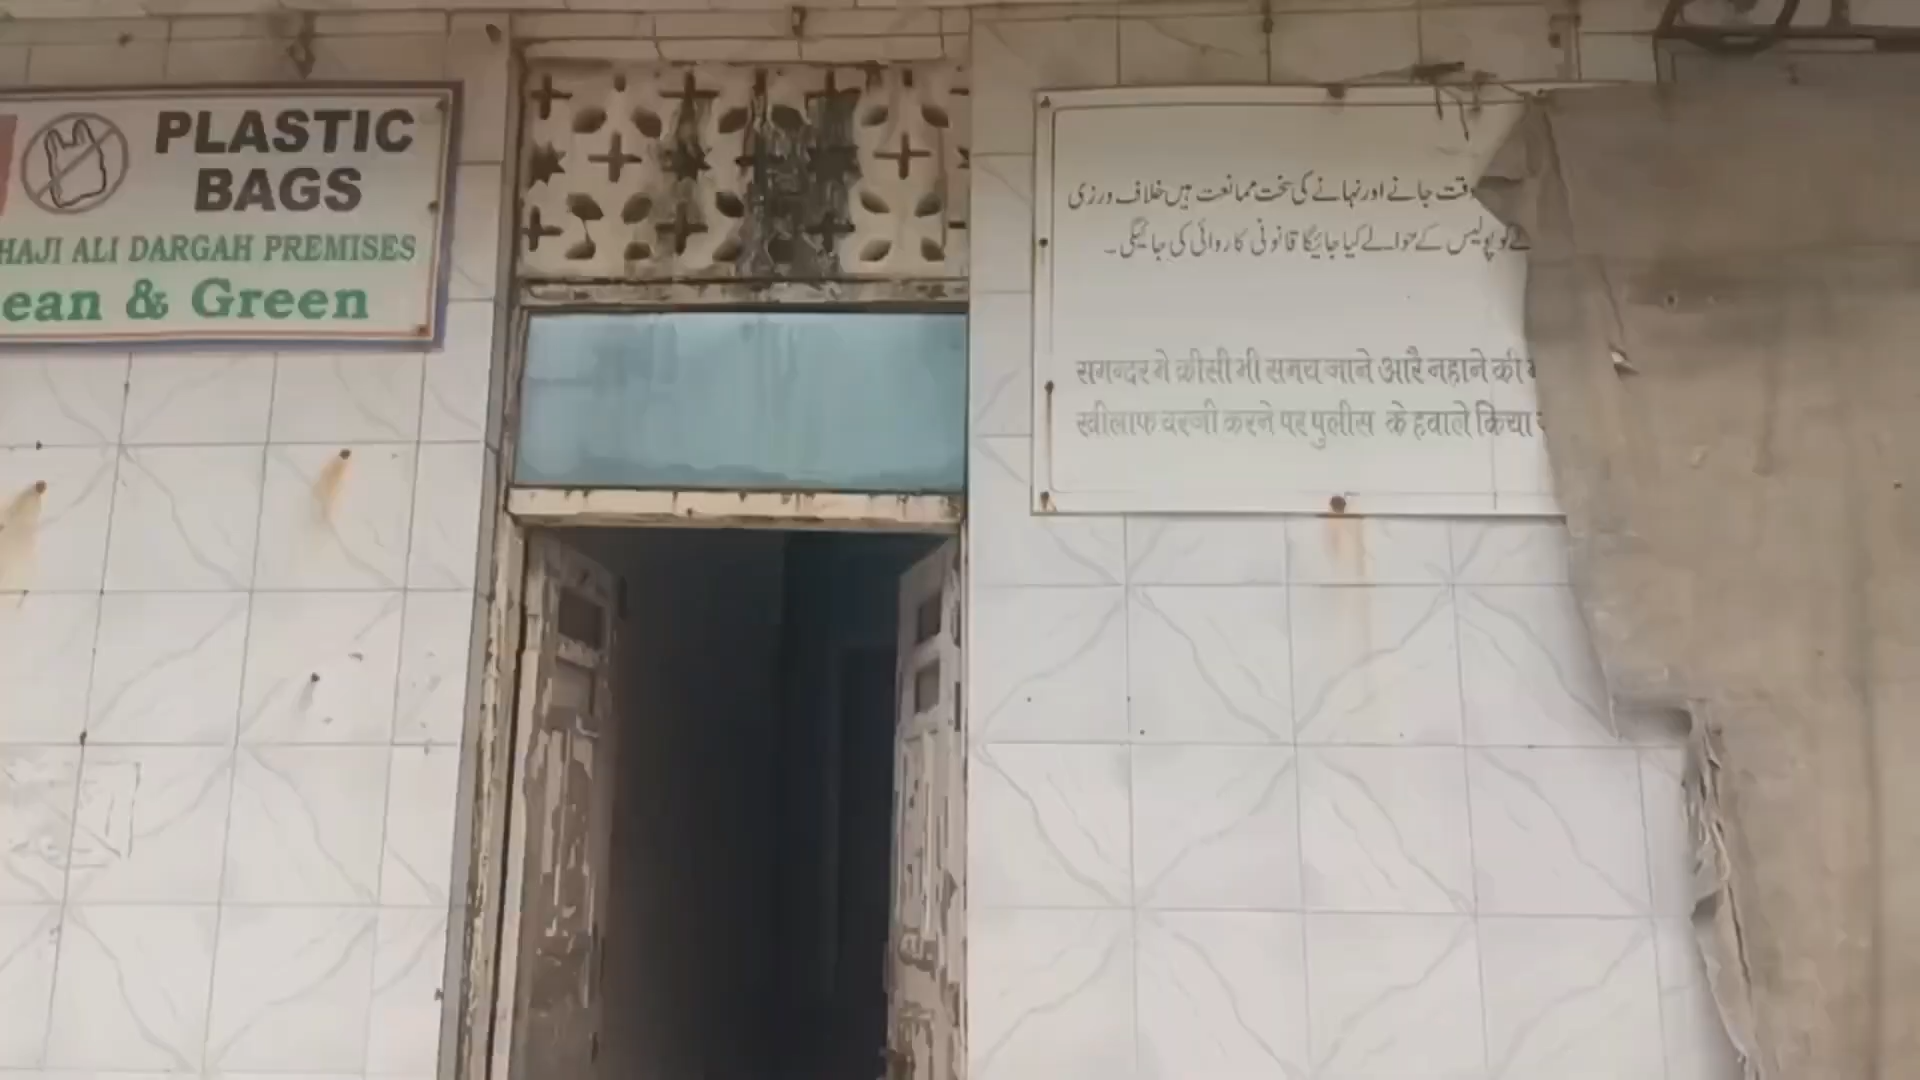 PLASTIC
BAGS
HAJI ALI DARGAH PREMISES
ean & Green
وقت جانے اور نہانے کی سخت ممانعت ہیں خلاف ورزی
کو پولیس کے حوالے کیا جائیگا قانونی کاروائی کی جائیگی ۔
समन्दर मे कीसी भी समय जाने आरै नहाने की
खीलाफ वरजी करने पर पुलीस के हवाले किया